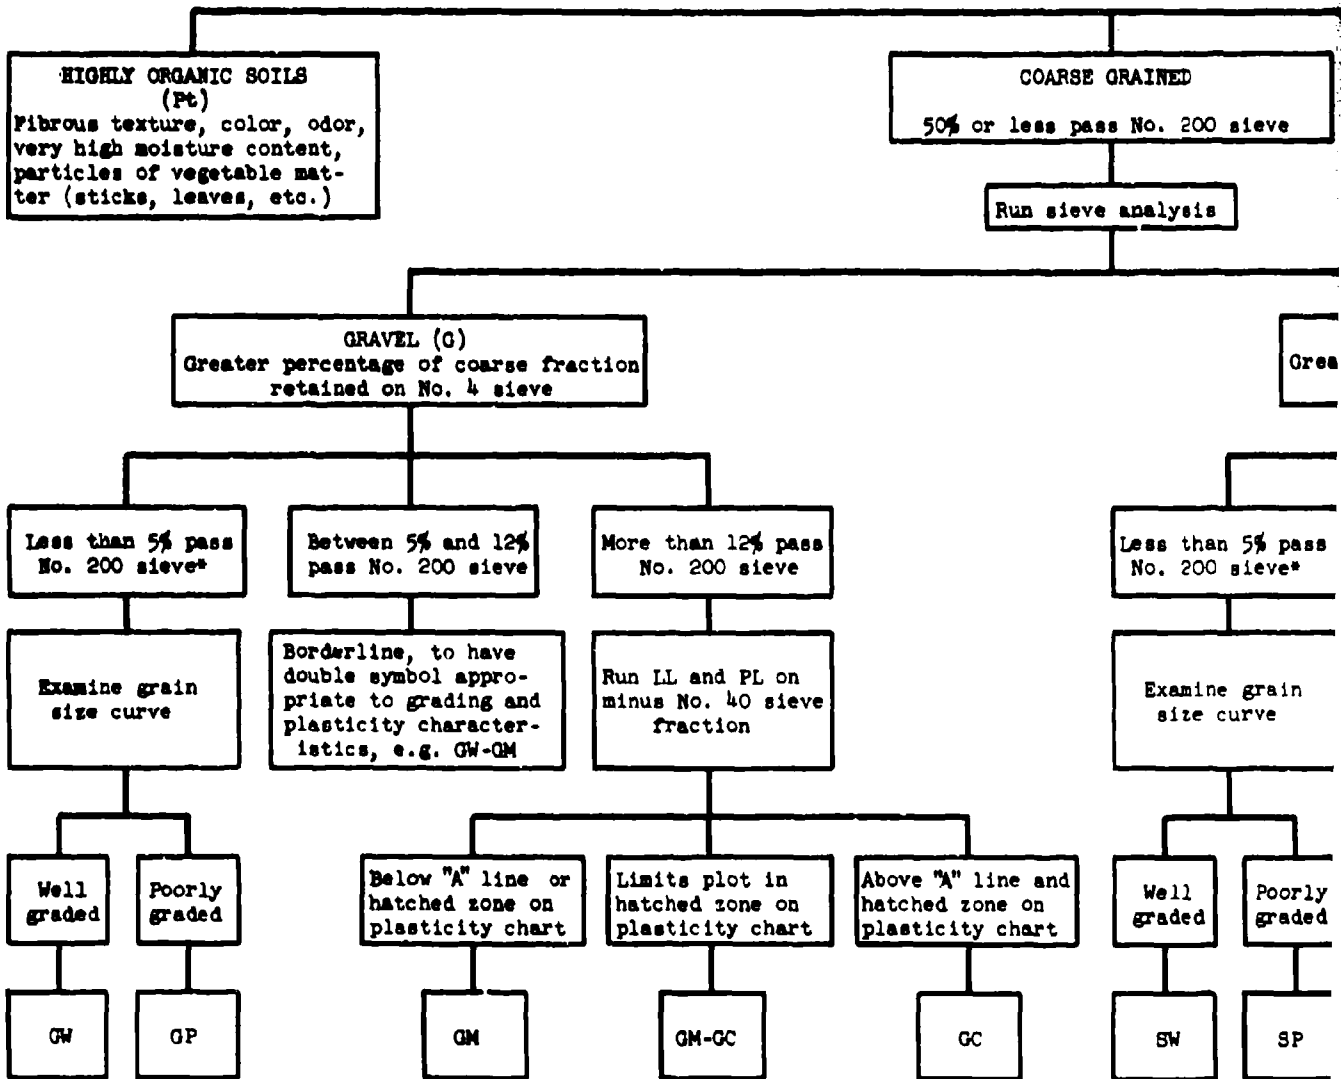 HIGHLY ORGANIC SOILS
(Pt)
Fibrous texture, color, odor,
very high moisture content,
particles of vegetable mat-
ter (sticks, leaves, etc.)
COARSE GRAINED
50% or less pass No. 200 sieve
Run sieve analysis
GRAVEL (G)
Greater percentage of coarse fraction
retained on No. 4 sieve
Grea
Less than 5% pass
No. 200 sieve*
Between 5% and 12%
pass No. 200 sieve
More than 12% pass
No. 200 sieve
Less than 5% pass
No. 200 sieve*
Examine grain
size curve
Borderline, to have
double symbol appro-
priate to grading and
plasticity character-
istics, e.g. GW-GM
Run LL and PL on
minus No. 40 sieve
fraction
Examine grain
size curve
Well
graded
Poorly
graded
Below "A" line or
hatched zone on
plasticity chart
Limits plot in
hatched zone on
plasticity chart
Above "A" line and
hatched zone on
plasticity chart
Well
graded
Poorly
graded
GW
GP
GM
GM-GC
GC
SW
SP